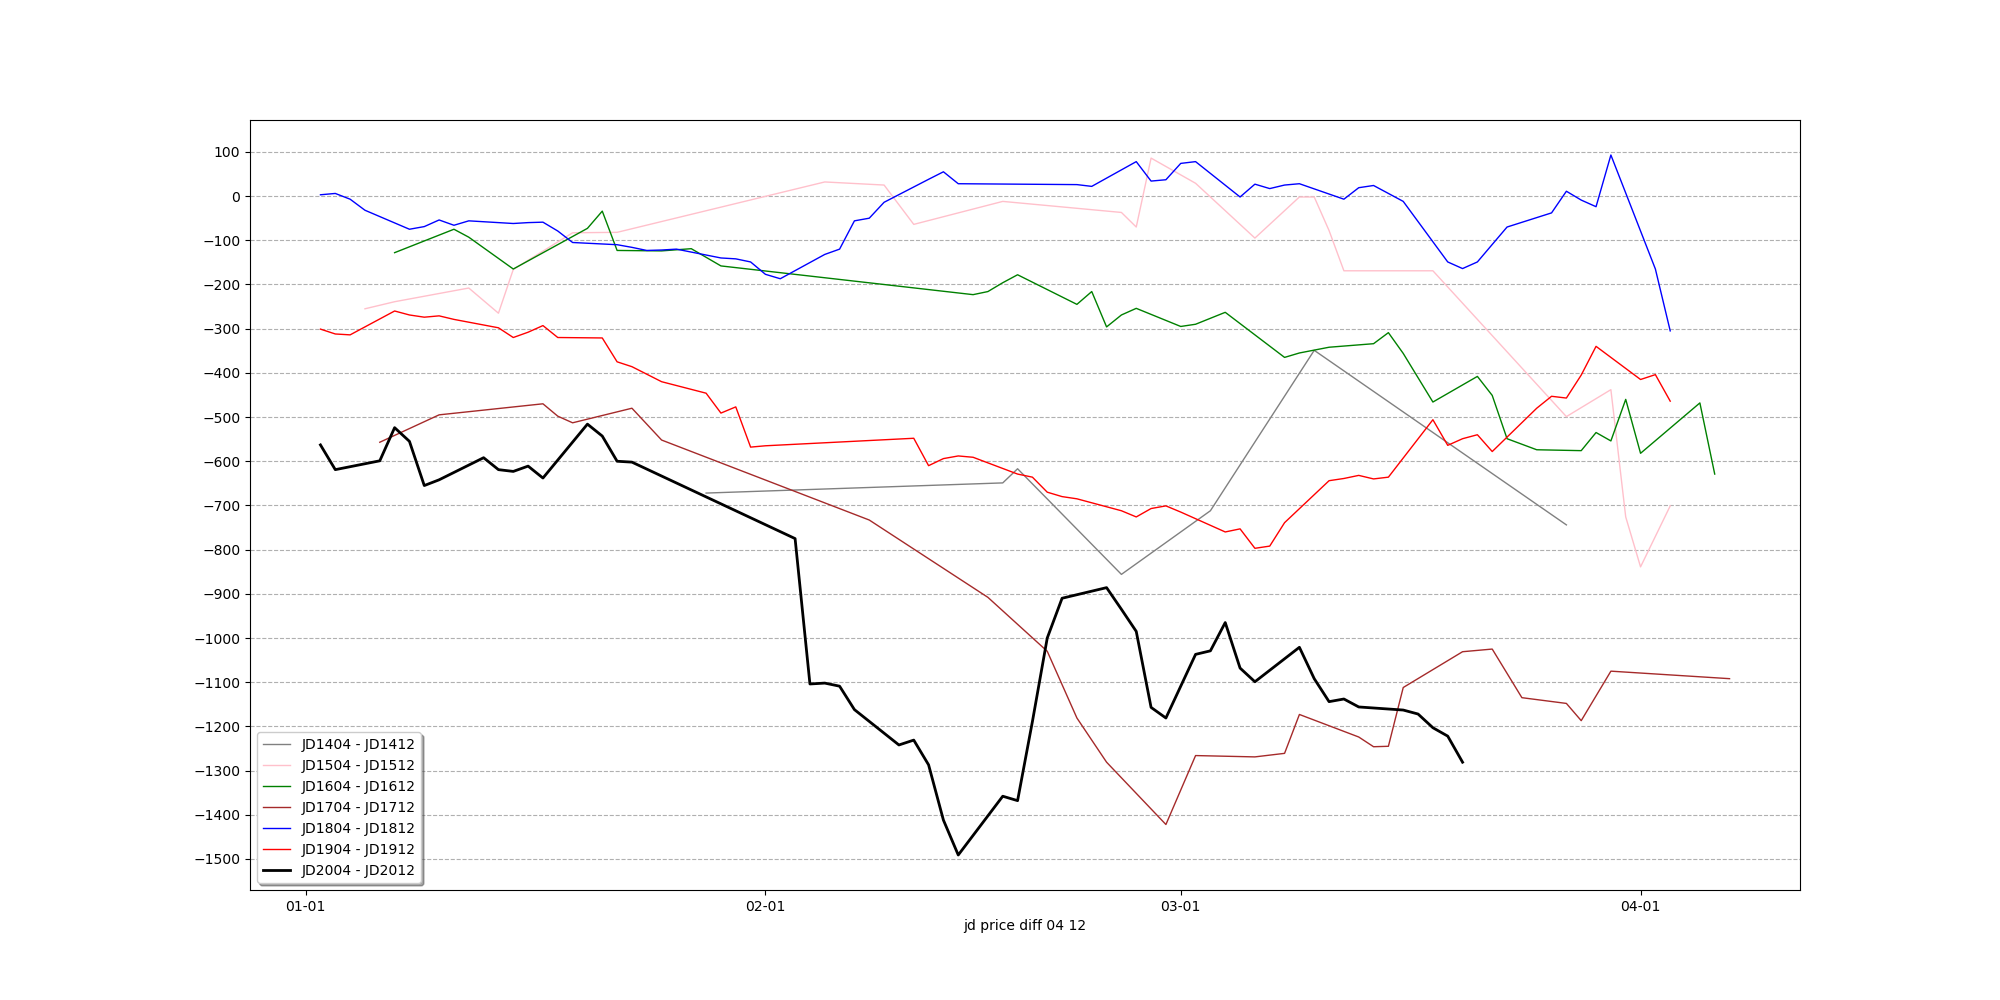 100
0
−100
−200
−300
−400
−500
−600
−700
−800
−900
−1000
−1100
−1200
−1300
−1400
−1500
JD1404 - JD1412
JD1504 - JD1512
JD1604 - JD1612
JD1704 - JD1712
JD1804 - JD1812
JD1904 - JD1912
JD2004 - JD2012
01-01 02-01 03-01 04-01
jd price diff 04 12